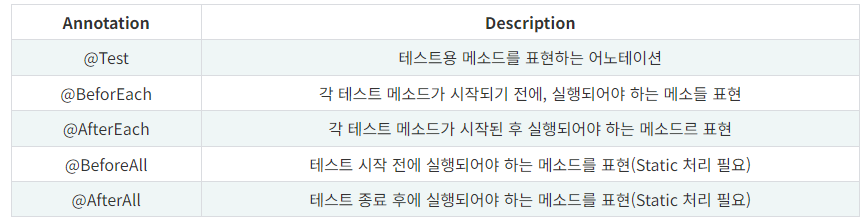 Annotation Description
@Test 테스트용 메소드를 표현하는 어노테이션
@BeforEach 각 테스트 메소드가 시작되기 전에, 실행되어야 하는 메소들 표현
@AfterEach 각 테스트 메소드가 시작된 후 실행되어야 하는 메소드르 표현
@BeforeAll 테스트 시작 전에 실행되어야 하는 메소드를 표현(Static 처리 필요)
@AfterAll 테스트 종료 후에 실행되어야 하는 메소드를 표현(Static 처리 필요)